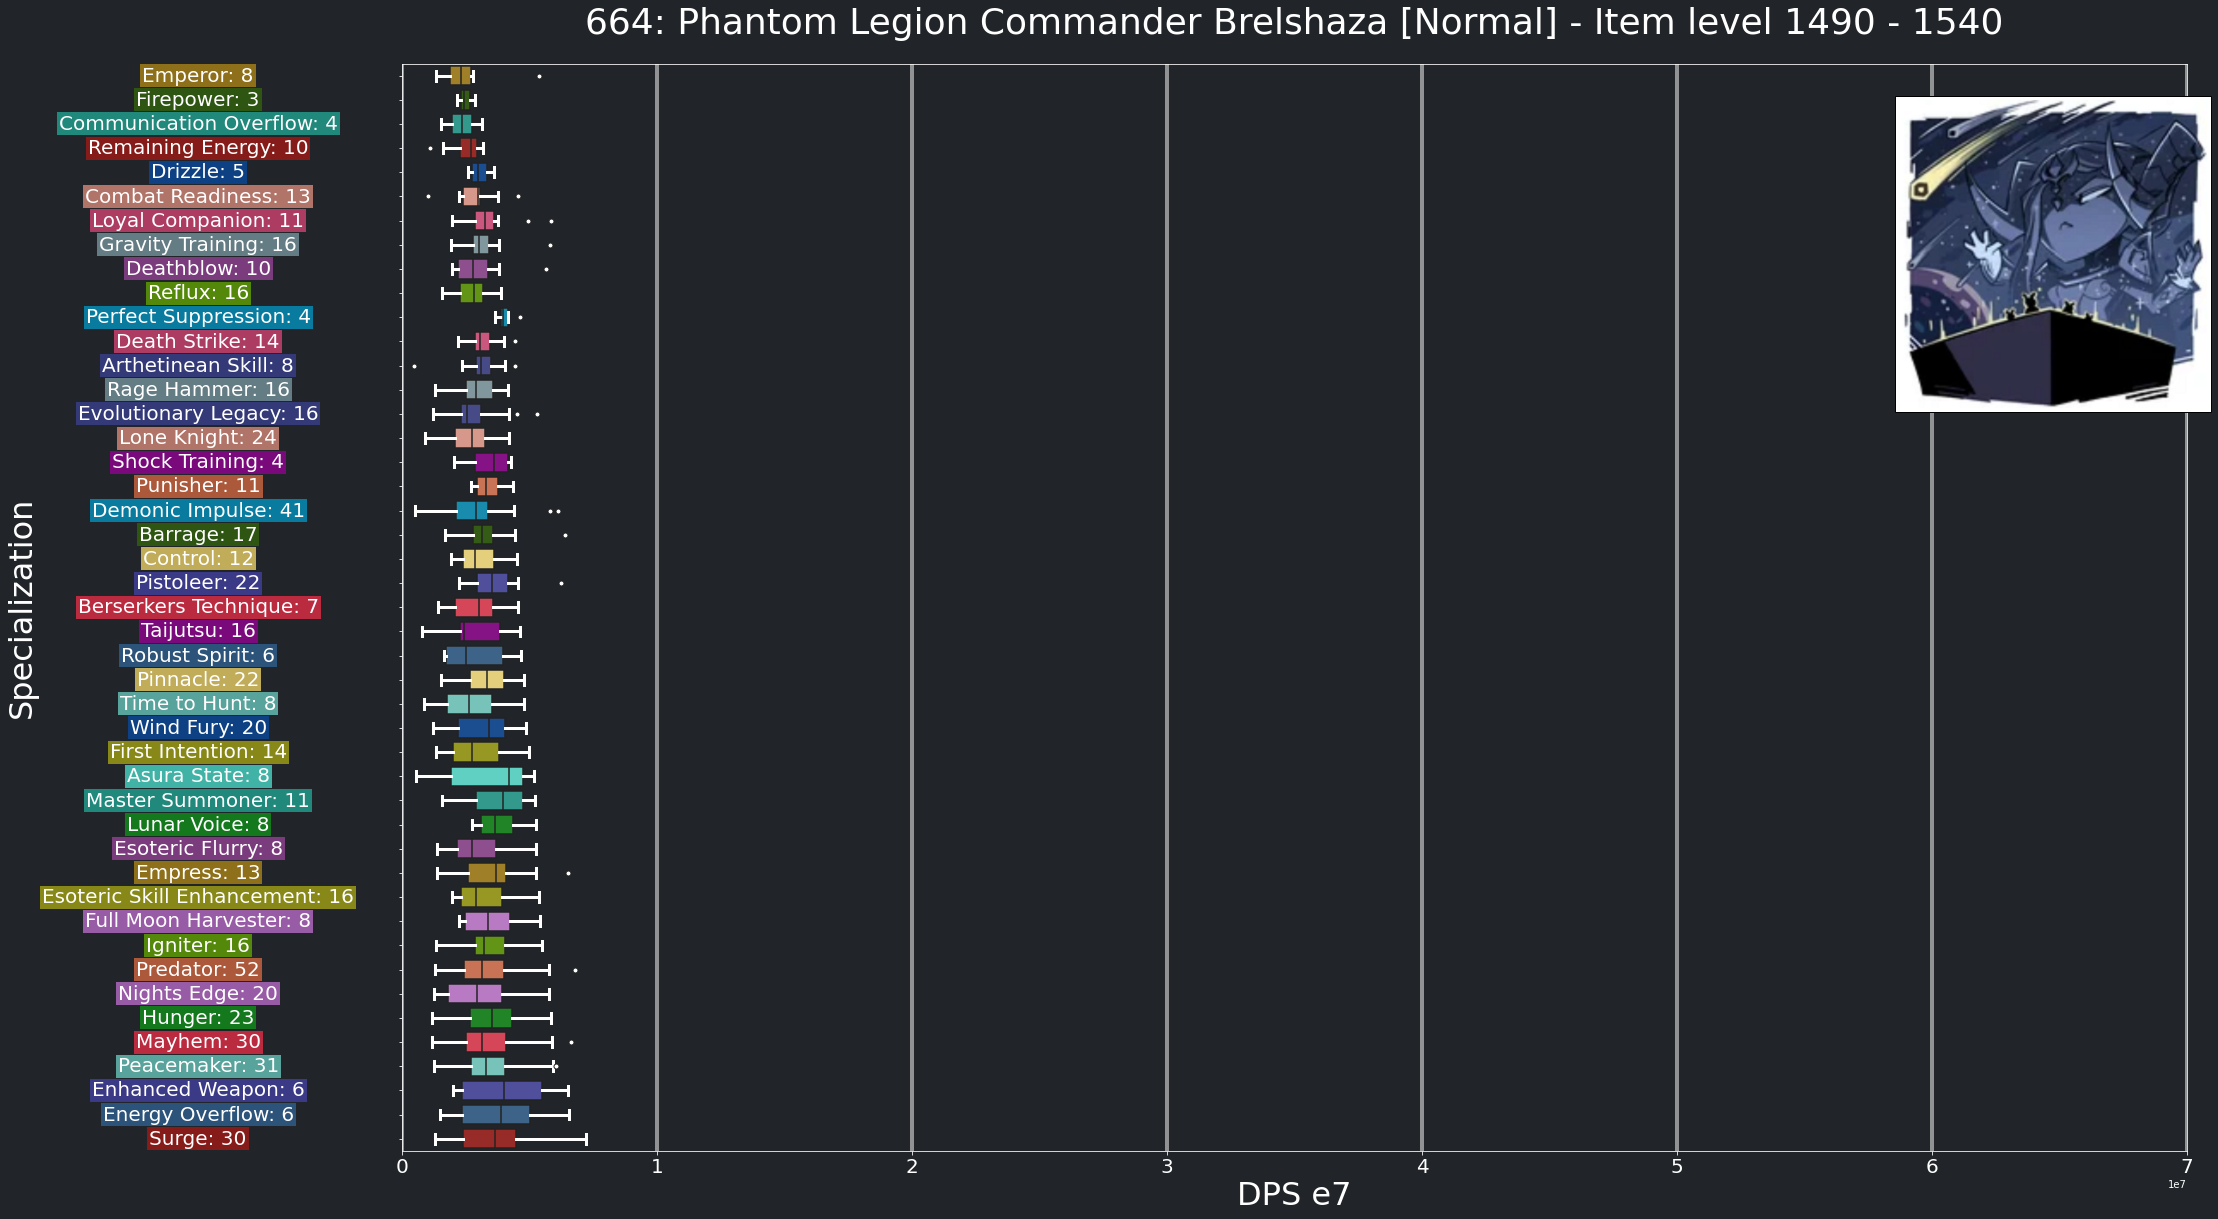 664: Phantom Legion Commander Brelshaza [Normal] - Item level 1490 - 1540
Specialization
Emperor: 8
Firepower: 3
Communication Overflow: 4
Remaining Energy: 10
Drizzle: 5
Combat Readiness: 13
Loyal Companion: 11
Gravity Training: 16
Deathblow: 10
Reflux: 16
Perfect Suppression: 4
Death Strike: 14
Arthetinean Skill: 8
Rage Hammer: 16
Evolutionary Legacy: 16
Lone Knight: 24
Shock Training: 4
Punisher: 11
Demonic Impulse: 41
Barrage: 17
Control: 12
Pistoleer: 22
Berserkers Technique: 7
Taijutsu: 16
Robust Spirit: 6
Pinnacle: 22
Time to Hunt: 8
Wind Fury: 20
First Intention: 14
Asura State: 8
Master Summoner: 11
Lunar Voice: 8
Esoteric Flurry: 8
Empress: 13
Esoteric Skill Enhancement: 16
Full Moon Harvester: 8
Igniter: 16
Predator: 52
Nights Edge: 20
Hunger: 23
Mayhem: 30
Peacemaker: 31
Enhanced Weapon: 6
Energy Overflow: 6
Surge: 30
0 1 2 3 4 5 6 7
1e7
DPS e7